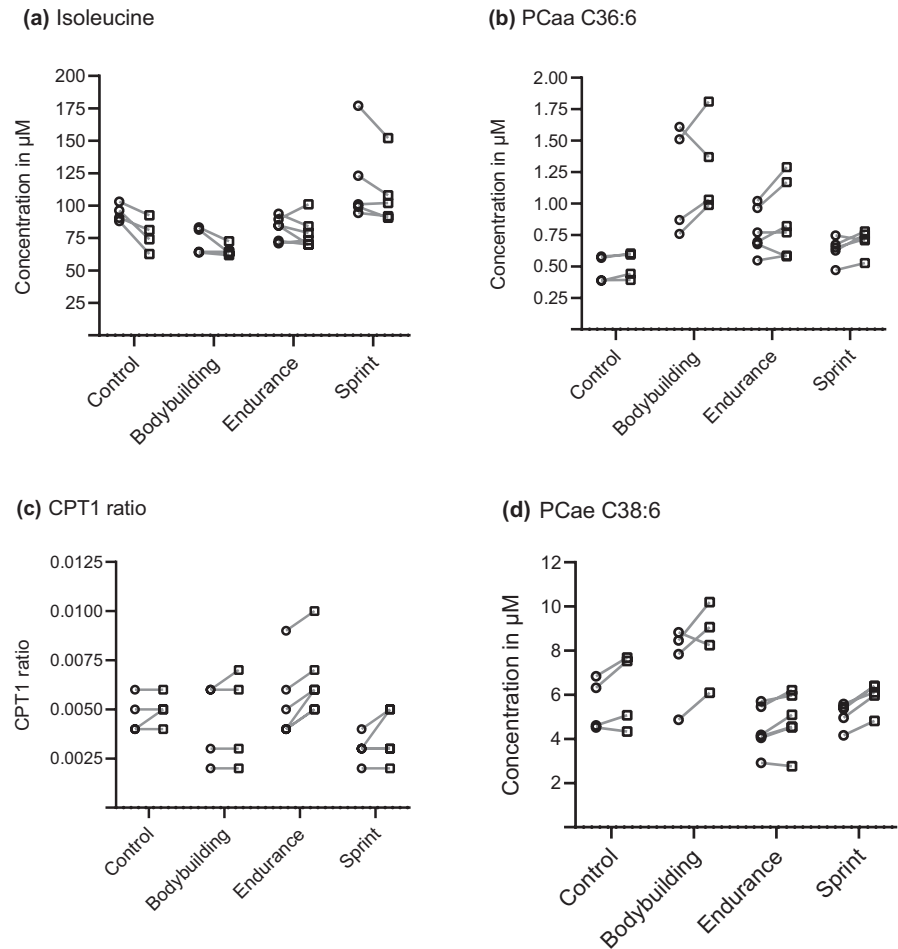 (a) Isoleucine
200
175
150
125
100
75
50
25
Concentration in µM
Control
Bodybuilding
Endurance
Sprint
(b) PCaa C36:6
2.00
1.75
1.50
1.25
1.00
0.75
0.50
0.25
Concentration in µM
Control
Bodybuilding
Endurance
Sprint
(c) CPT1 ratio
0.0125
0.0100
0.0075
0.0050
0.0025
CPT1 ratio
Control
Bodybuilding
Endurance
Sprint
(d) PCae C38:6
12
10
8
6
4
2
Concentration in µM
Control
Bodybuilding
Endurance
Sprint